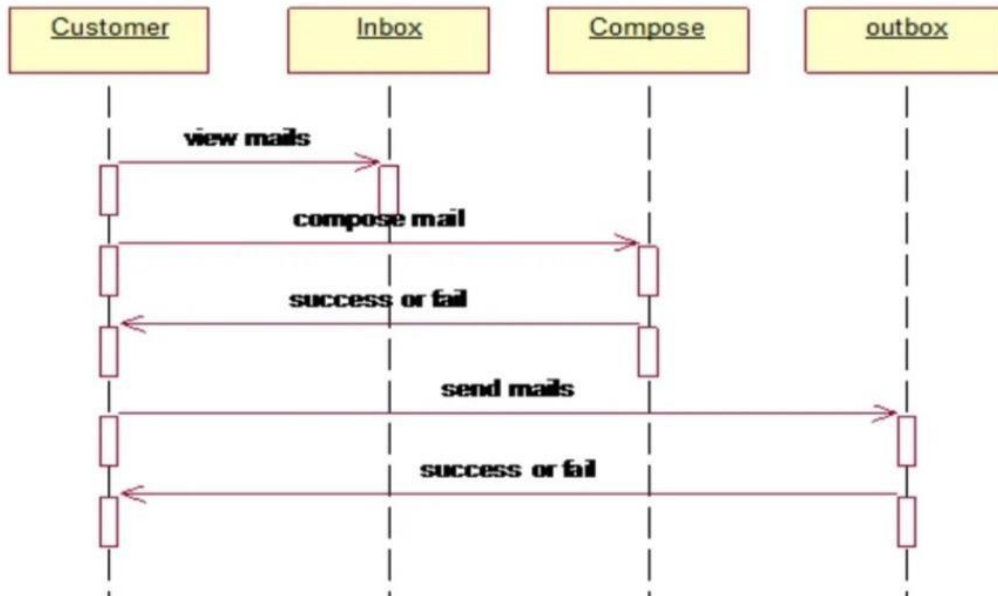 Customer
Inbox
Compose
outbox
view mails
compose mail
success or fail
send mails
success or fail